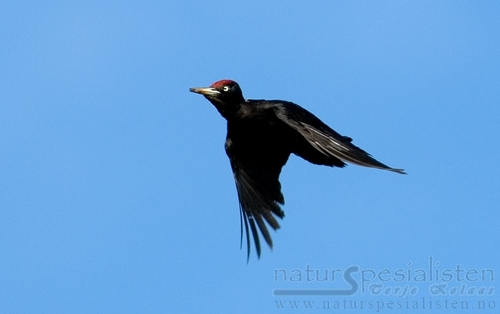 naturSpesialisten
Terje Kolaas
www.naturspesialisten.no